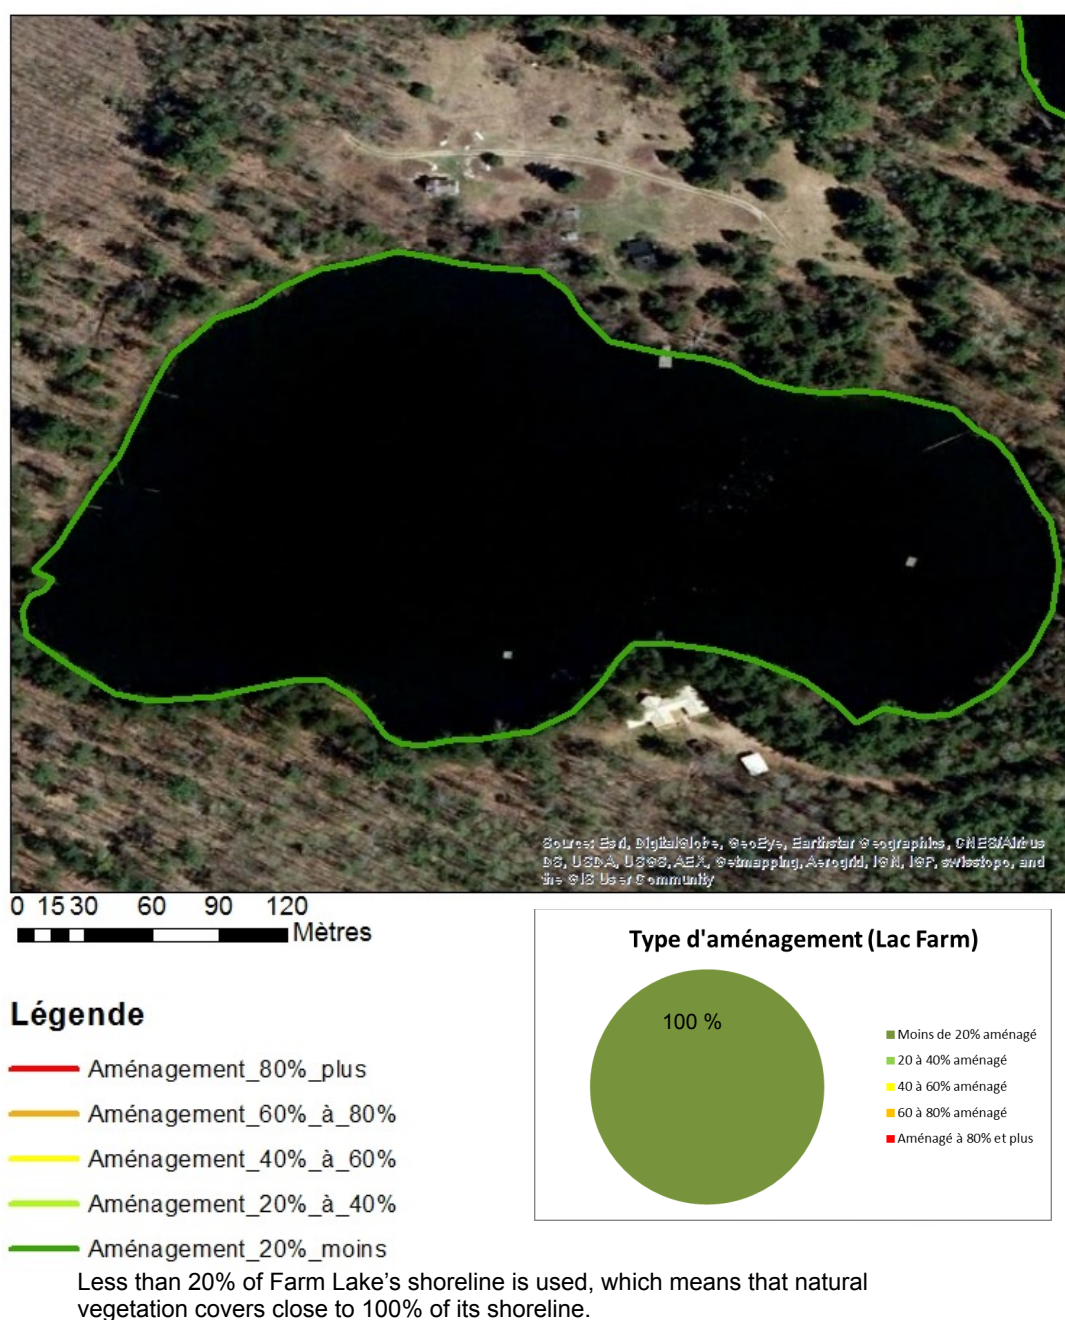 Source: Esri, DigitalGlobe, GeoEye, Earthstar Geographics, CNES/Airbus
DS, USDA, USGS, AEX, Getmapping, Aerogrid, IGN, IGP, swisstopo, and
the GIS User Community
0 15 30 60 90 120
Mètres
Type d'aménagement (Lac Farm)
100 %
Moins de 20% aménagé
20 à 40% aménagé
40 à 60% aménagé
60 à 80% aménagé
Aménagé à 80% et plus
Légende
Aménagement_80%_plus
Aménagement_60%_à_80%
Aménagement_40%_à_60%
Aménagement_20%_à_40%
Aménagement_20%_moins
Less than 20% of Farm Lake’s shoreline is used, which means that natural
vegetation covers close to 100% of its shoreline.